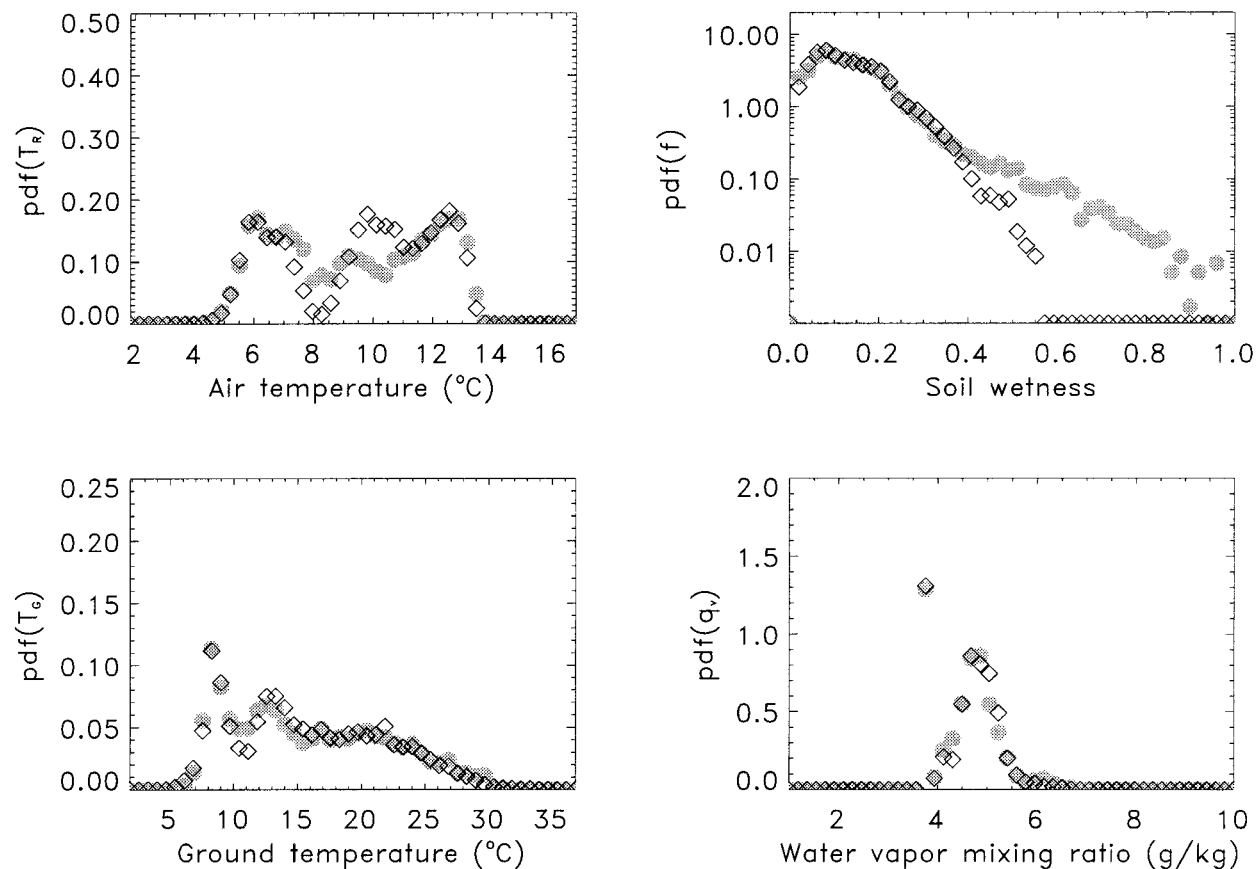 0.50
0.40
0.30
0.20
0.10
0.00
pdf(T_R)
2 4 6 8 10 12 14 16
Air temperature (°C)
10.00
1.00
0.10
0.01
pdf(f)
0.0 0.2 0.4 0.6 0.8 1.0
Soil wetness
0.25
0.20
0.15
0.10
0.05
0.00
pdf(T_G)
5 10 15 20 25 30 35
Ground temperature (°C)
2.0
1.5
1.0
0.5
0.0
pdf(q_v)
2 4 6 8 10
Water vapor mixing ratio (g/kg)